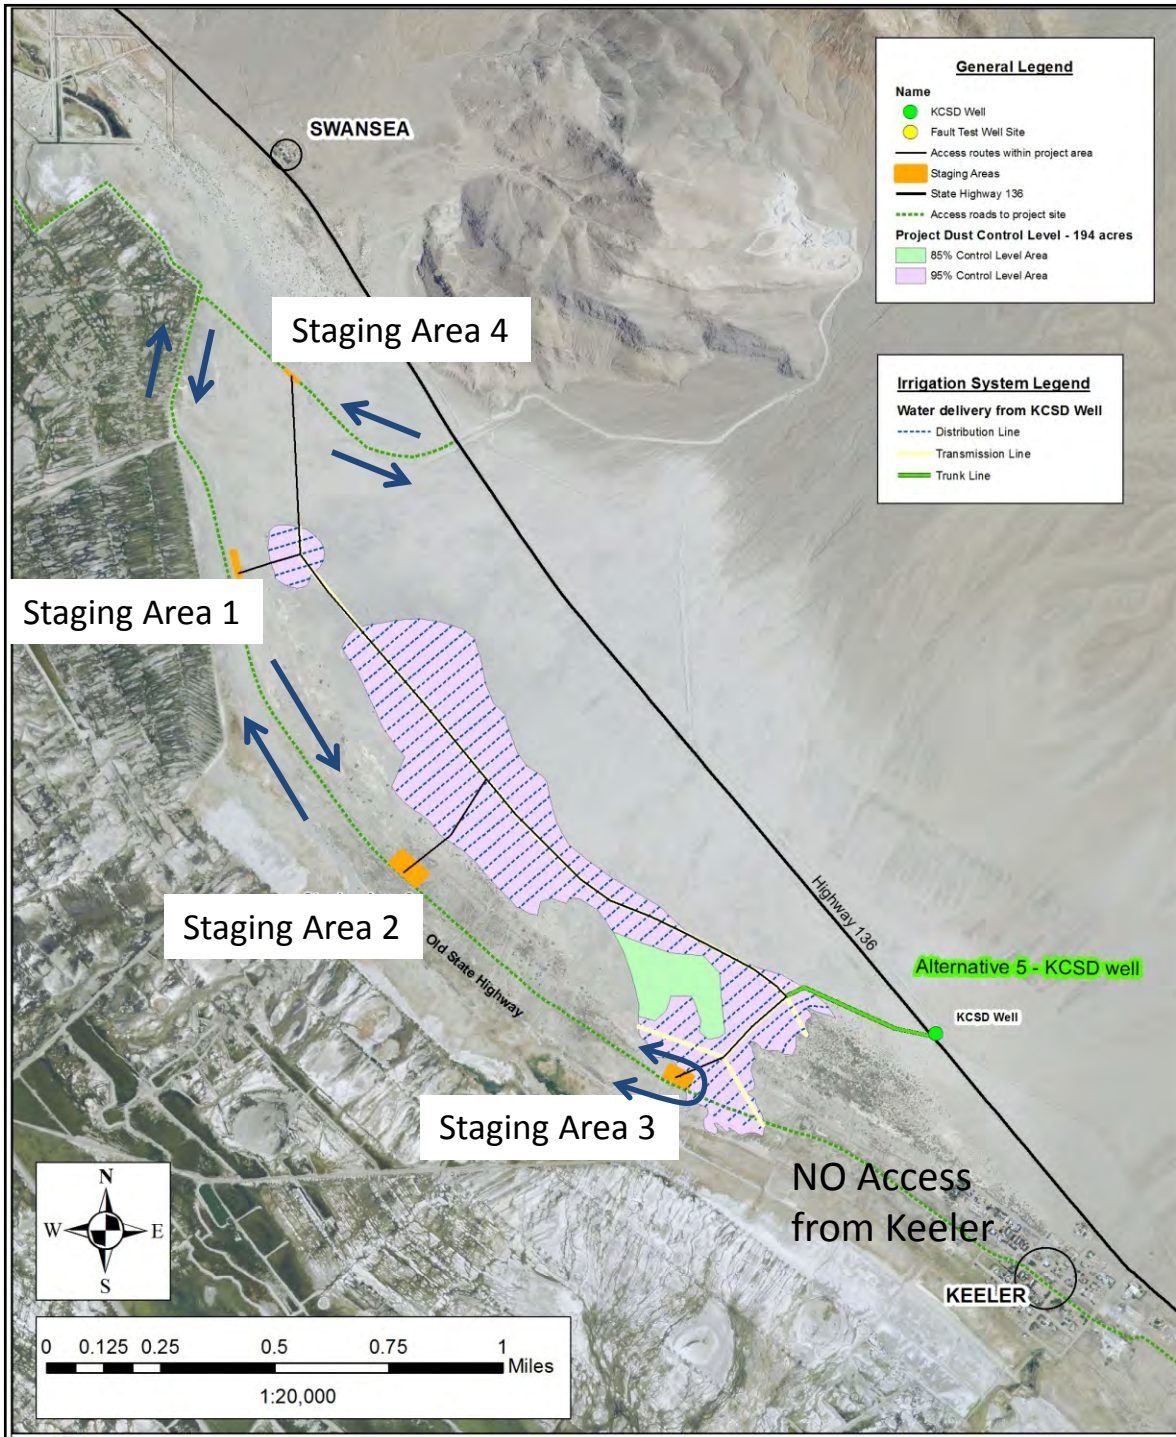 SWANSEA
General Legend
Name
KCSD Well
Fault Test Well Site
Access routes within project area
Staging Areas
State Highway 136
Access roads to project site
Project Dust Control Level - 194 acres
85% Control Level Area
95% Control Level Area
Irrigation System Legend
Water delivery from KCSD Well
Distribution Line
Transmission Line
Trunk Line
Staging Area 4
Staging Area 1
Staging Area 2
Old State Highway
Highway 136
Alternative 5 - KCSD well
KCSD Well
Staging Area 3
NO Access
from Keeler
KEELER
N
W E
S
0 0.125 0.25 0.5 0.75 1
Miles
1:20,000